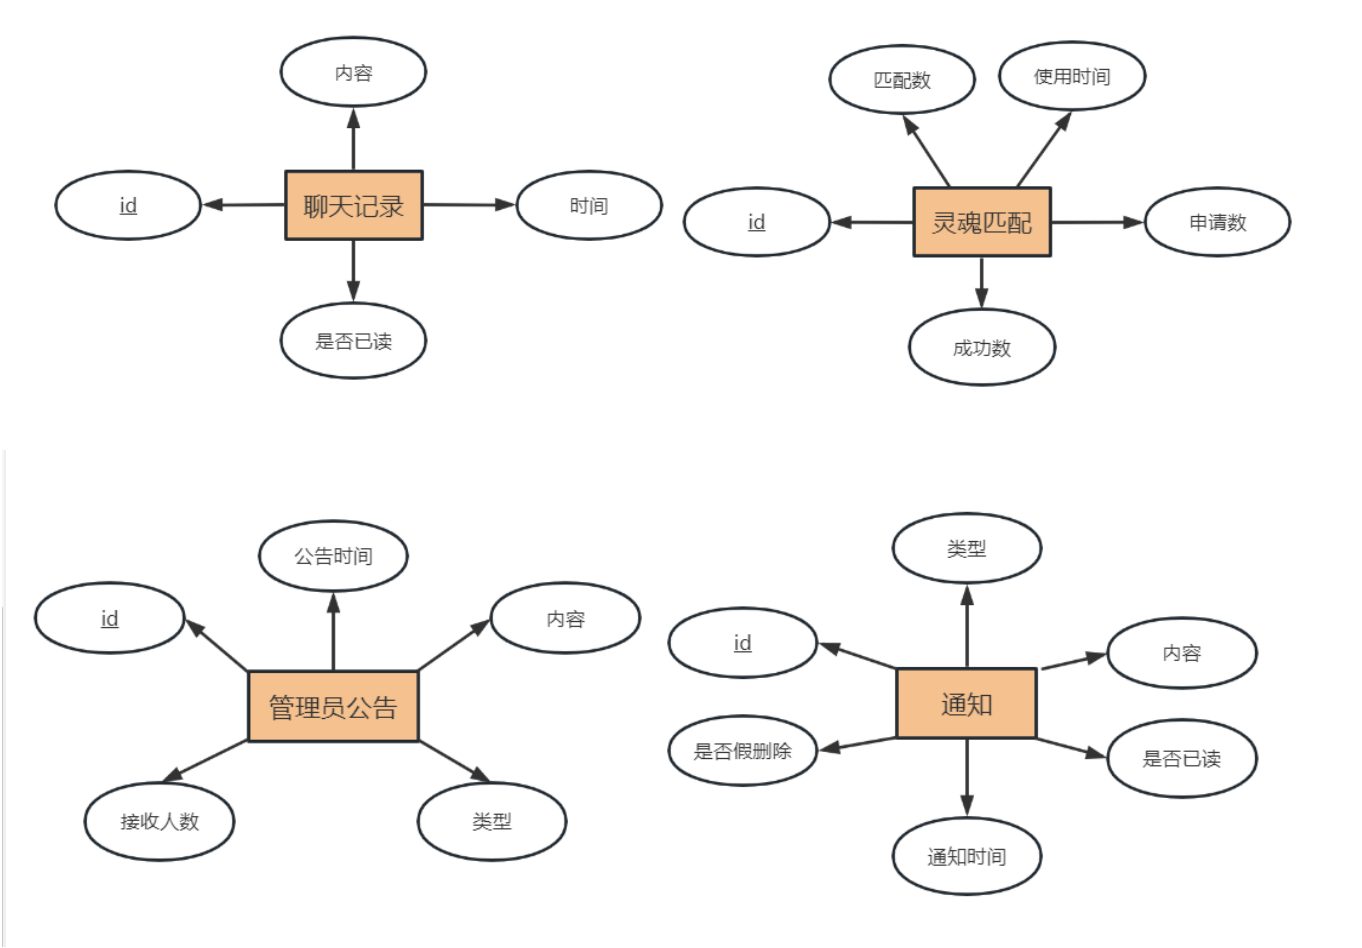 内容
id
聊天记录
时间
是否已读
匹配数
使用时间
id
灵魂匹配
申请数
成功数
公告时间
id
内容
管理员公告
接收人数
类型
类型
id
内容
通知
是否假删除
是否已读
通知时间